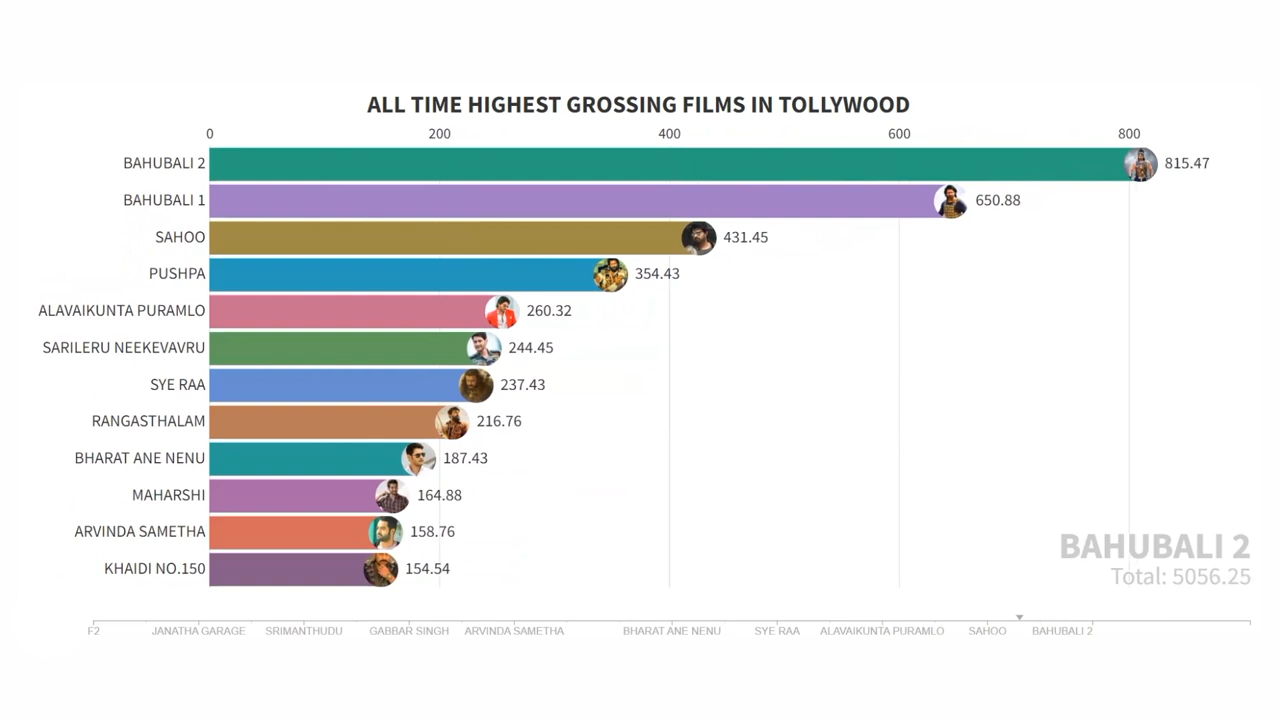 ALL TIME HIGHEST GROSSING FILMS IN TOLLYWOOD
0 200 400 600 800
BAHUBALI 2 815.47
BAHUBALI 1 650.88
SAHOO 431.45
PUSHPA 354.43
ALAVAIKUNTA PURAMLO 260.32
SARILERU NEEKEVAVRU 244.45
SYE RAA 237.43
RANGASTHALAM 216.76
BHARAT ANE NENU 187.43
MAHARSHI 164.88
ARVINDA SAMETHA 158.76
KHAIDI NO.150 154.54
BAHUBALI 2
Total: 5056.25
F2 JANATHA GARAGE SRIMANTHUDU GABBAR SINGH ARVINDA SAMETHA BHARAT ANE NENU SYE RAA ALAVAIKUNTA PURAMLO SAHOO BAHUBALI 2